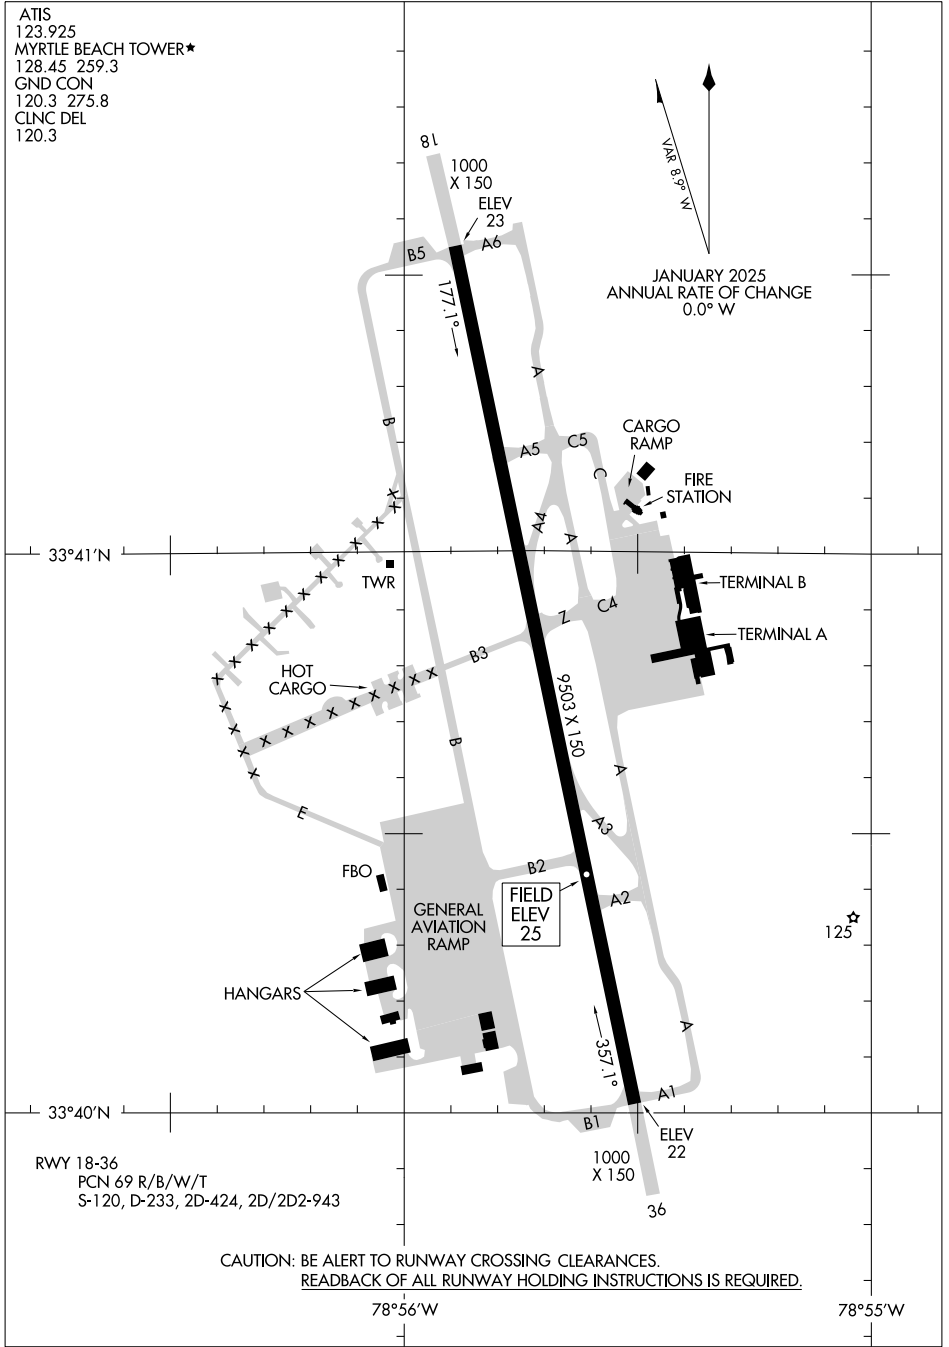 ATIS
123.925
MYRTLE BEACH TOWER★
128.45 259.3
GND CON
120.3 275.8
CLNC DEL
120.3
18
1000
X 150
ELEV
23
VAR 8.9° W
JANUARY 2025
ANNUAL RATE OF CHANGE
0.0° W
B5
A6
177.1°
A
B
A5
C5
C
CARGO
RAMP
FIRE
STATION
A4
A
33°41'N
TWR
TERMINAL B
C4
Z
TERMINAL A
B3
HOT
CARGO
9503 X 150
B
A
E
A3
B2
FBO
FIELD
ELEV
25
A2
GENERAL
AVIATION
RAMP
125
HANGARS
A
357.1°
A1
33°40'N
B1
ELEV
22
1000
X 150
36
RWY 18-36
PCN 69 R/B/W/T
S-120, D-233, 2D-424, 2D/2D2-943
CAUTION: BE ALERT TO RUNWAY CROSSING CLEARANCES.
READBACK OF ALL RUNWAY HOLDING INSTRUCTIONS IS REQUIRED.
78°56'W
78°55'W